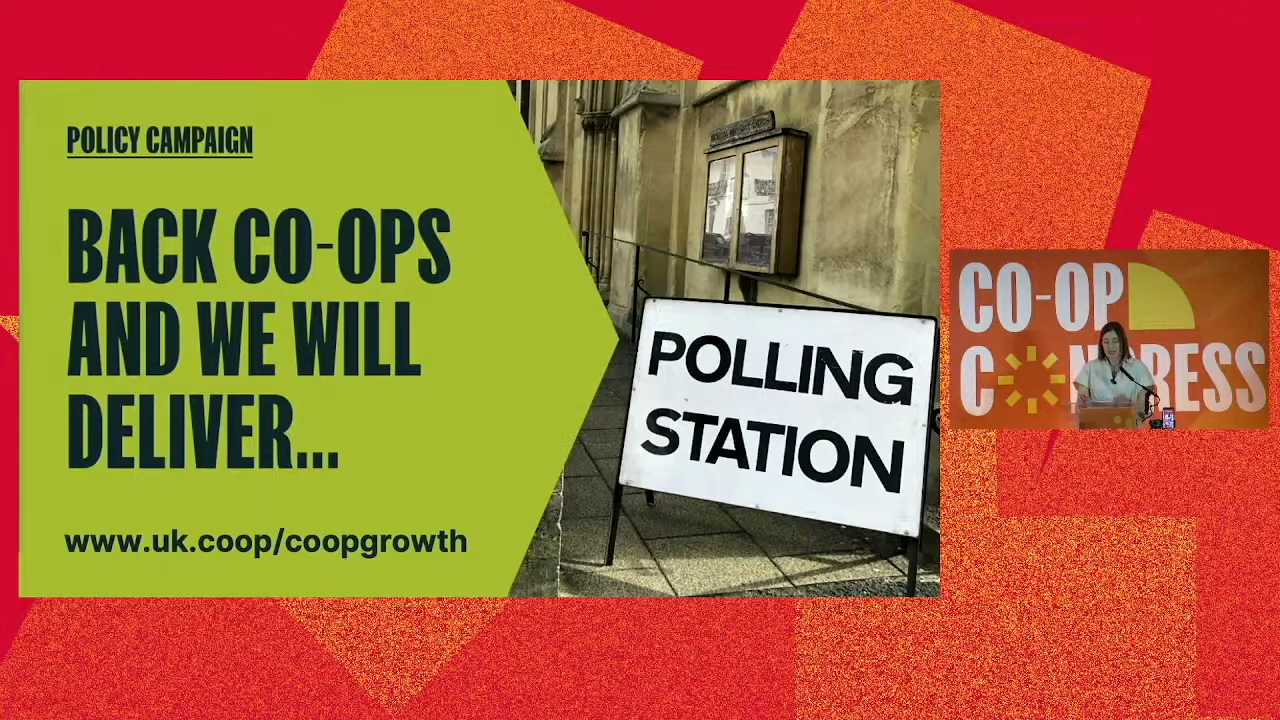 POLICY CAMPAIGN
BACK CO-OPS
AND WE WILL
DELIVER...
www.uk.coop/coopgrowth
POLLING
STATION
CO-OP
RESS